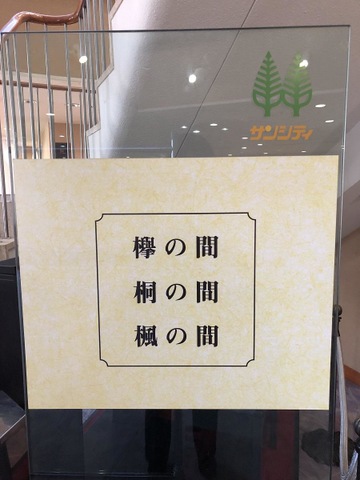 サンシティ
欅の間
桐の間
楓の間